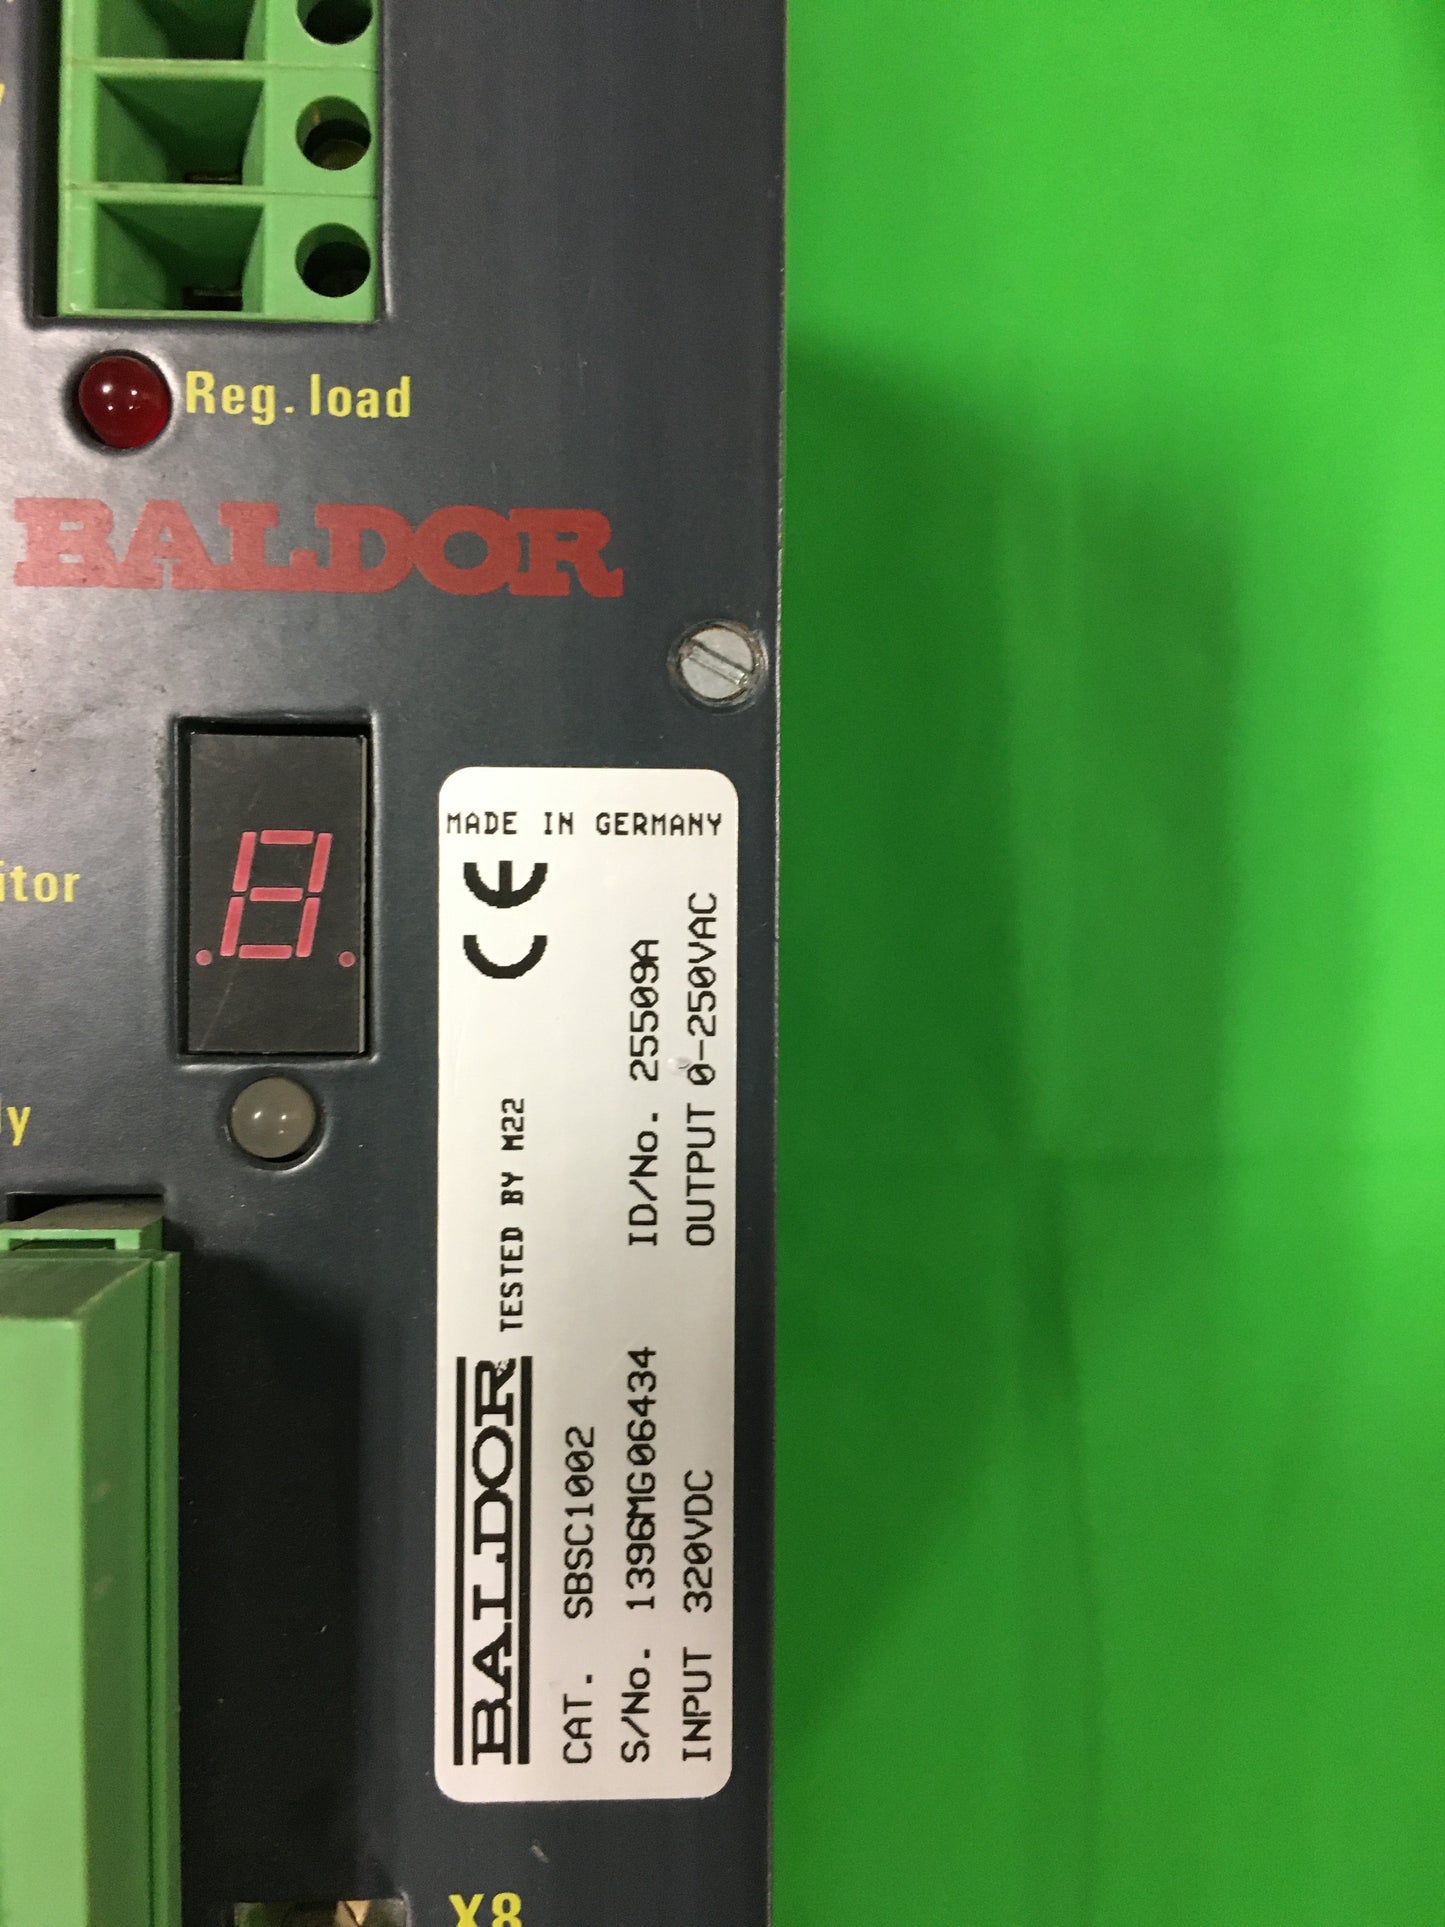 Reg. load
BALDOR
8
itor
MADE IN GERMANY
CE
BALDOR TESTED BY M22
CAT. SBSC1002
S/No. 1396MG06434 ID/No. 25509A
INPUT 320VDC OUTPUT 0-250VAC
X8